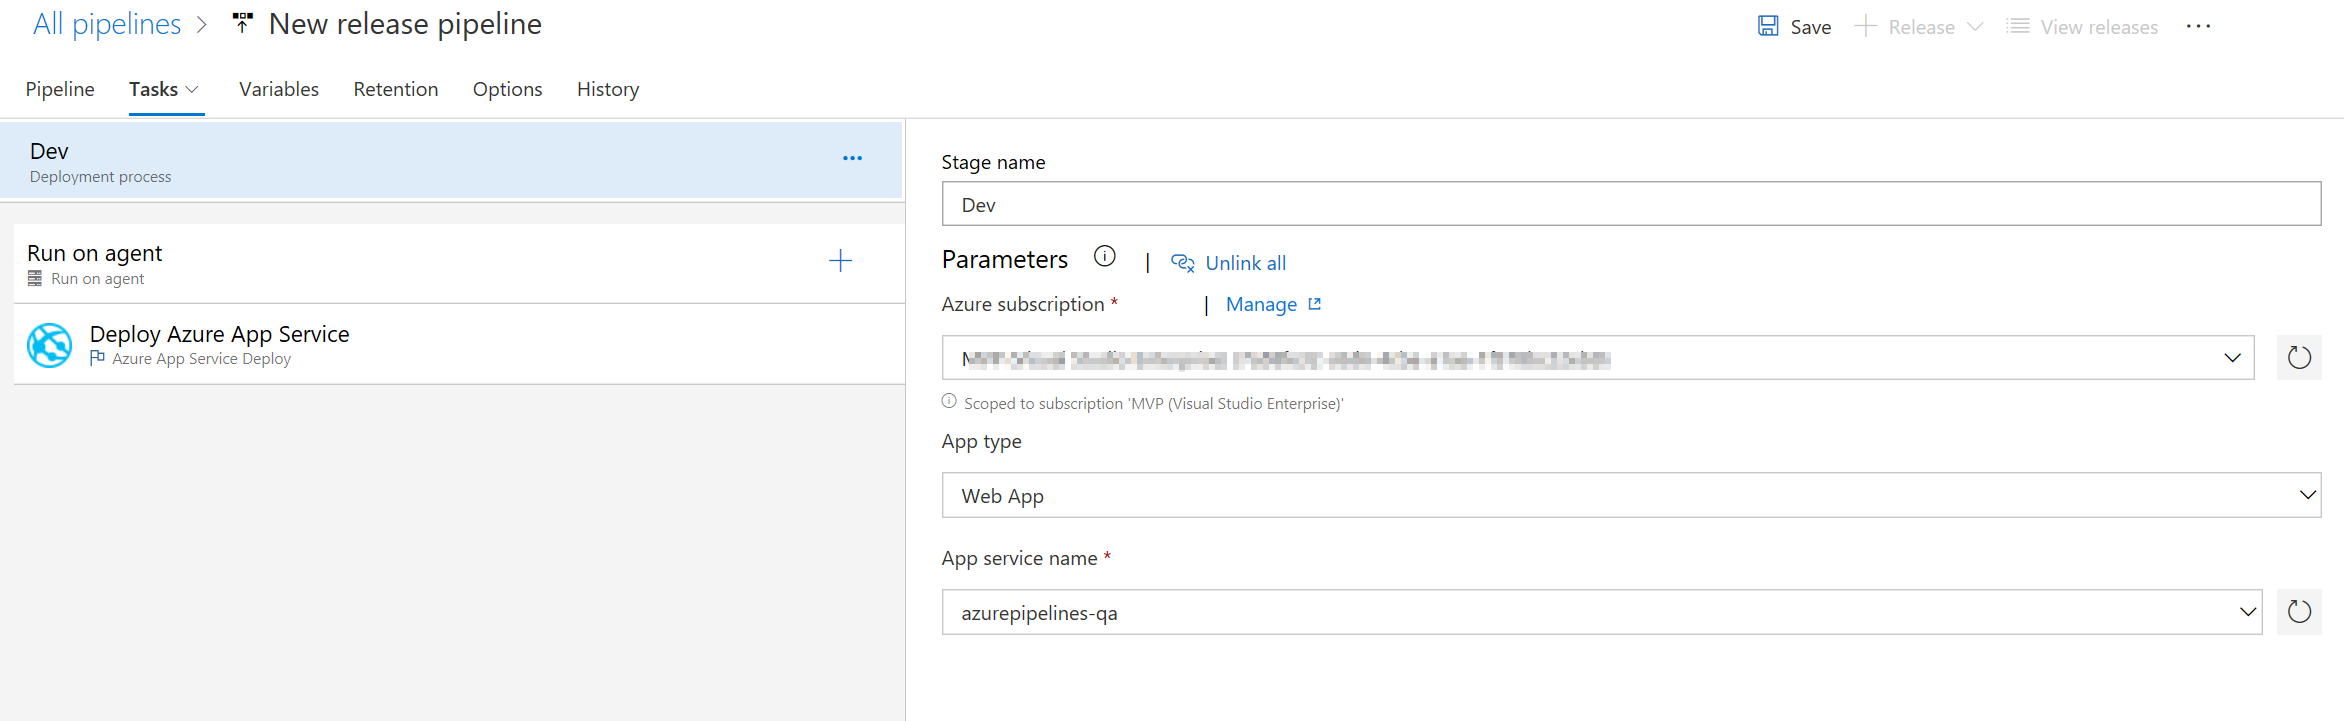 All pipelines > New release pipeline
Save
Release
View releases
Pipeline
Tasks
Variables
Retention
Options
History
Dev
Deployment process
Run on agent
Run on agent
Deploy Azure App Service
Azure App Service Deploy
Stage name
Dev
Parameters | Unlink all
Azure subscription * | Manage
Scoped to subscription 'MVP (Visual Studio Enterprise)'
App type
Web App
App service name *
azurepipelines-qa